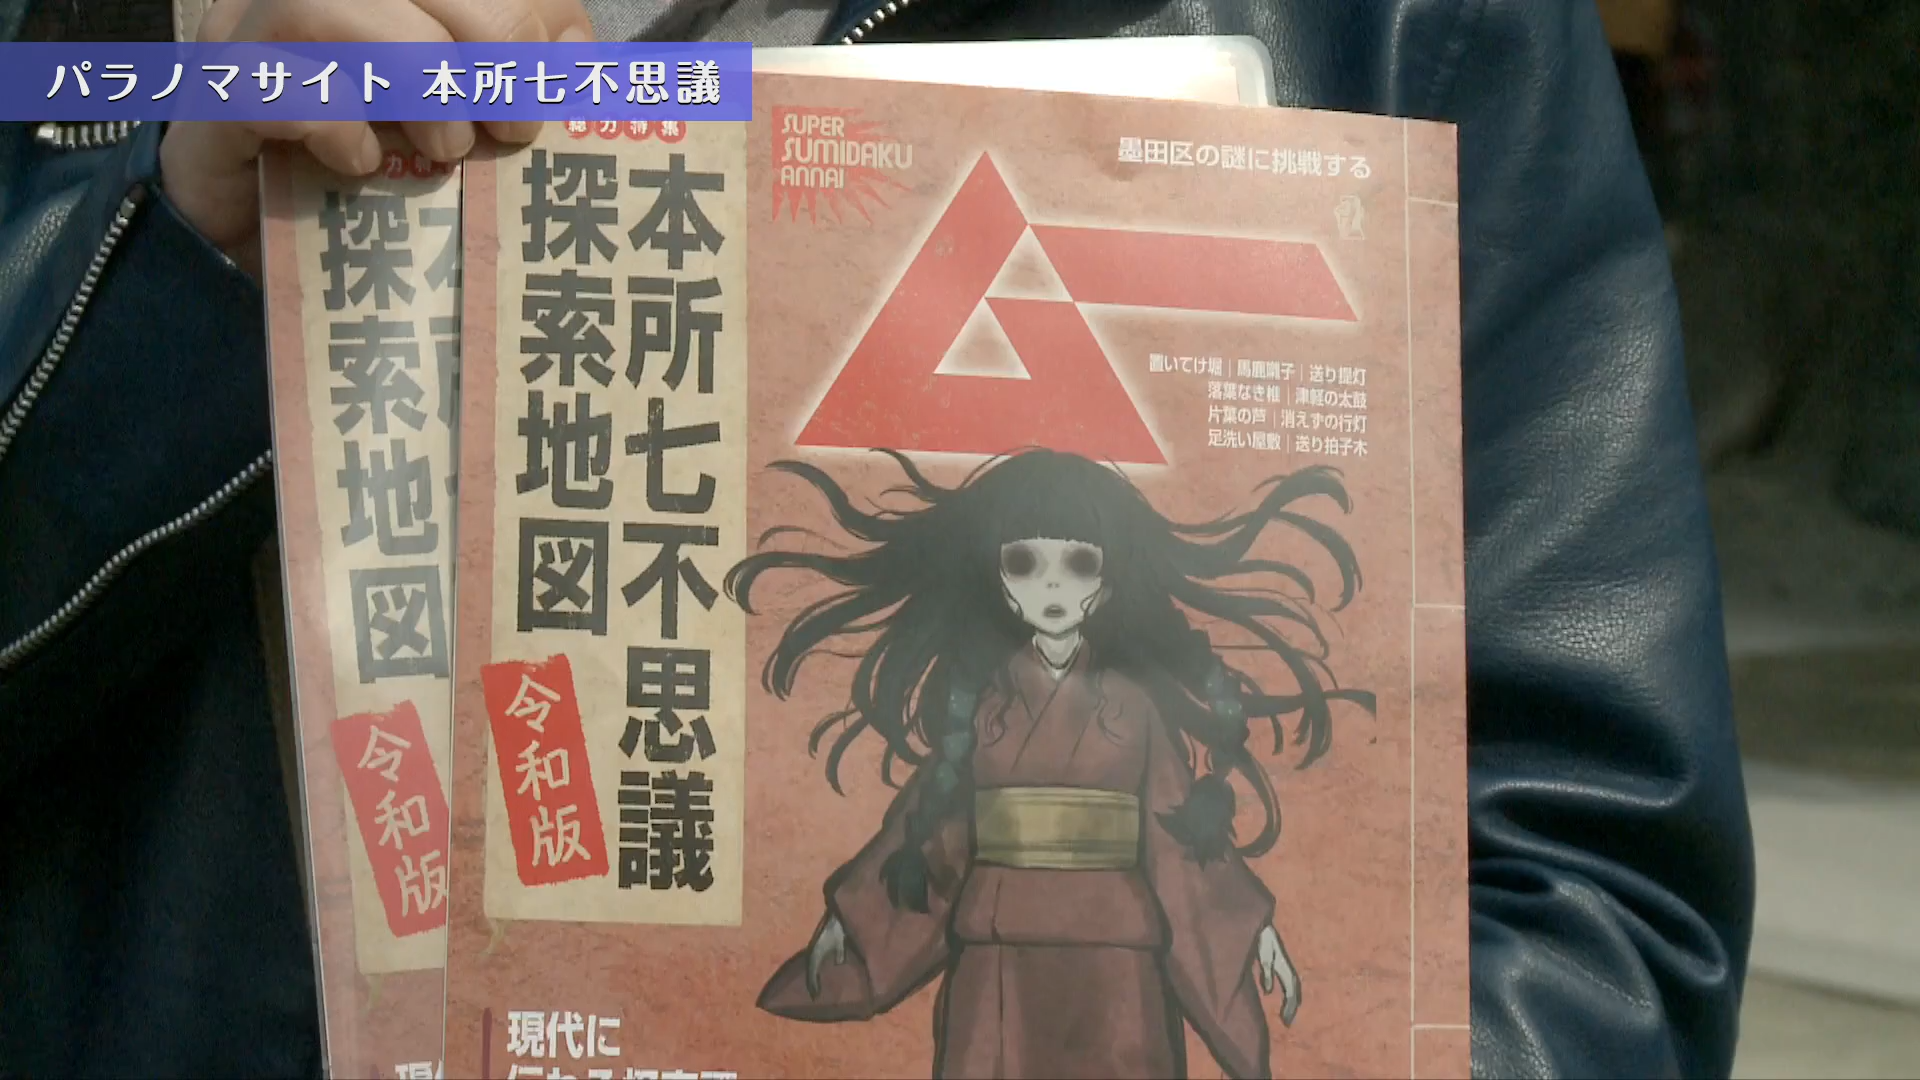 パラノマサイト 本所七不思議
総力特集
本所七不思議
探索地図
令和版
SUPER
SUMIDAKU
ANNAI
墨田区の謎に挑戦する
ムー
置いてけ堀｜馬鹿囃子｜送り提灯
落葉なき椎｜津軽の太鼓
片葉の芦｜消えずの行灯
足洗い屋敷｜送り拍子木
現代に
探索地図
令和版